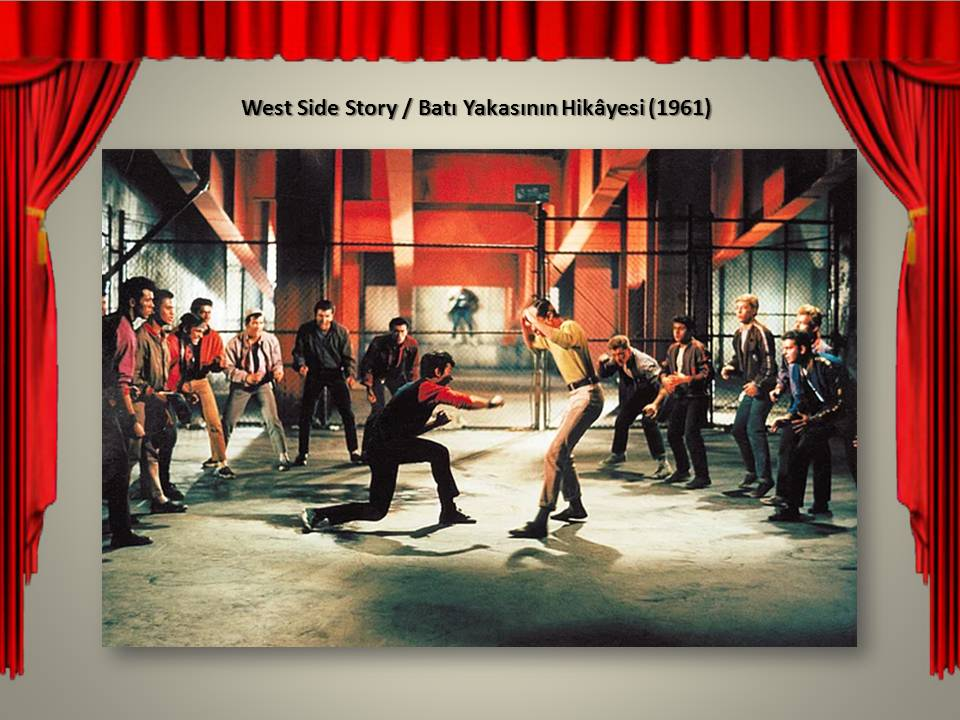 West Side Story / Batı Yakasının Hikâyesi (1961)